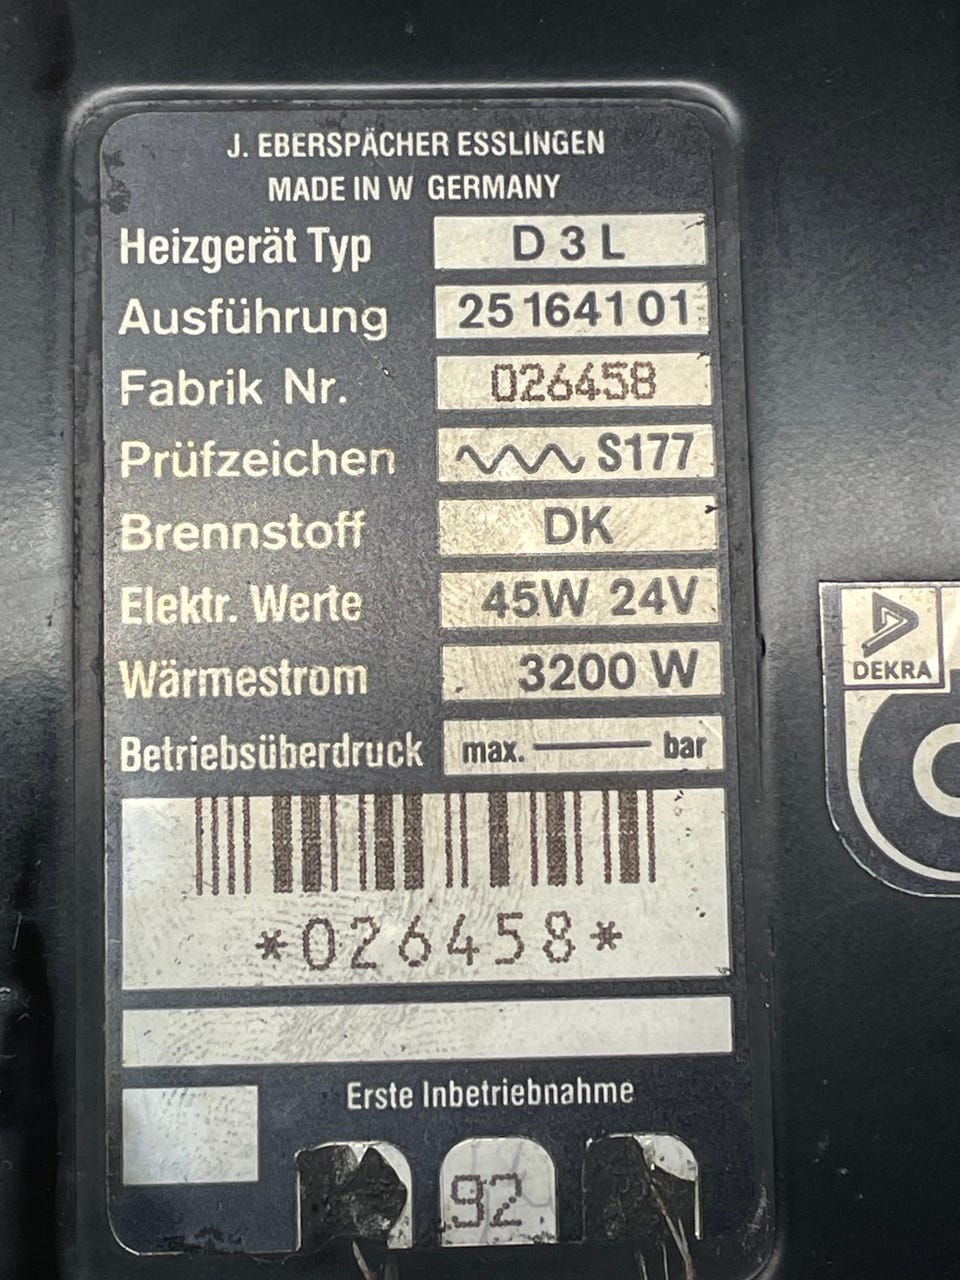 J. EBERSPÄCHER ESSLINGEN
MADE IN W GERMANY
Heizgerät Typ D 3 L
Ausführung 25 1641 01
Fabrik Nr. 026458
Prüfzeichen S177
Brennstoff DK
Elektr. Werte 45W 24V
Wärmestrom 3200 W
Betriebsüberdruck max. bar
*026458*
Erste Inbetriebnahme
92
DEKRA